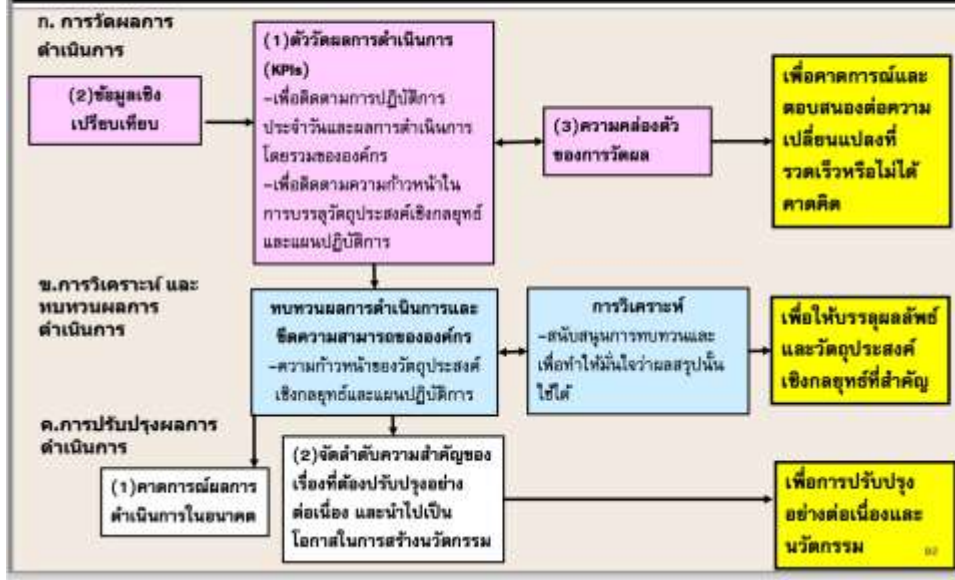 ก. การวัดผลการ
ดำเนินการ
(2)ข้อมูลเชิง
เปรียบเทียบ
(1)ตัววัดผลการดำเนินการ
(KPIs)
-เพื่อติดตามการปฏิบัติการ
ประจำวันและผลการดำเนินการ
โดยรวมขององค์กร
-เพื่อติดตามความก้าวหน้าใน
การบรรลุวัตถุประสงค์เชิงกลยุทธ์
และแผนปฏิบัติการ
(3)ความคล่องตัว
ของการวัดผล
เพื่อคาดการณ์และ
ตอบสนองต่อความ
เปลี่ยนแปลงที่
รวดเร็วหรือไม่ได้
คาดคิด
ข.การวิเคราะห์ และ
ทบทวนผลการ
ดำเนินการ
ทบทวนผลการดำเนินการและ
ขีดความสามารถขององค์กร
-ความก้าวหน้าของวัตถุประสงค์
เชิงกลยุทธ์และแผนปฏิบัติการ
การวิเคราะห์
-สนับสนุนการทบทวนและ
เพื่อทำให้มั่นใจว่าผลสรุปนั้น
ใช้ได้
เพื่อให้บรรลุผลลัพธ์
และวัตถุประสงค์
เชิงกลยุทธ์ที่สำคัญ
ค.การปรับปรุงผลการ
ดำเนินการ
(1)คาดการณ์ผลการ
ดำเนินการในอนาคต
(2)จัดลำดับความสำคัญของ
เรื่องที่ต้องปรับปรุงอย่าง
ต่อเนื่อง และนำไปเป็น
โอกาสในการสร้างนวัตกรรม
เพื่อการปรับปรุง
อย่างต่อเนื่องและ
นวัตกรรม